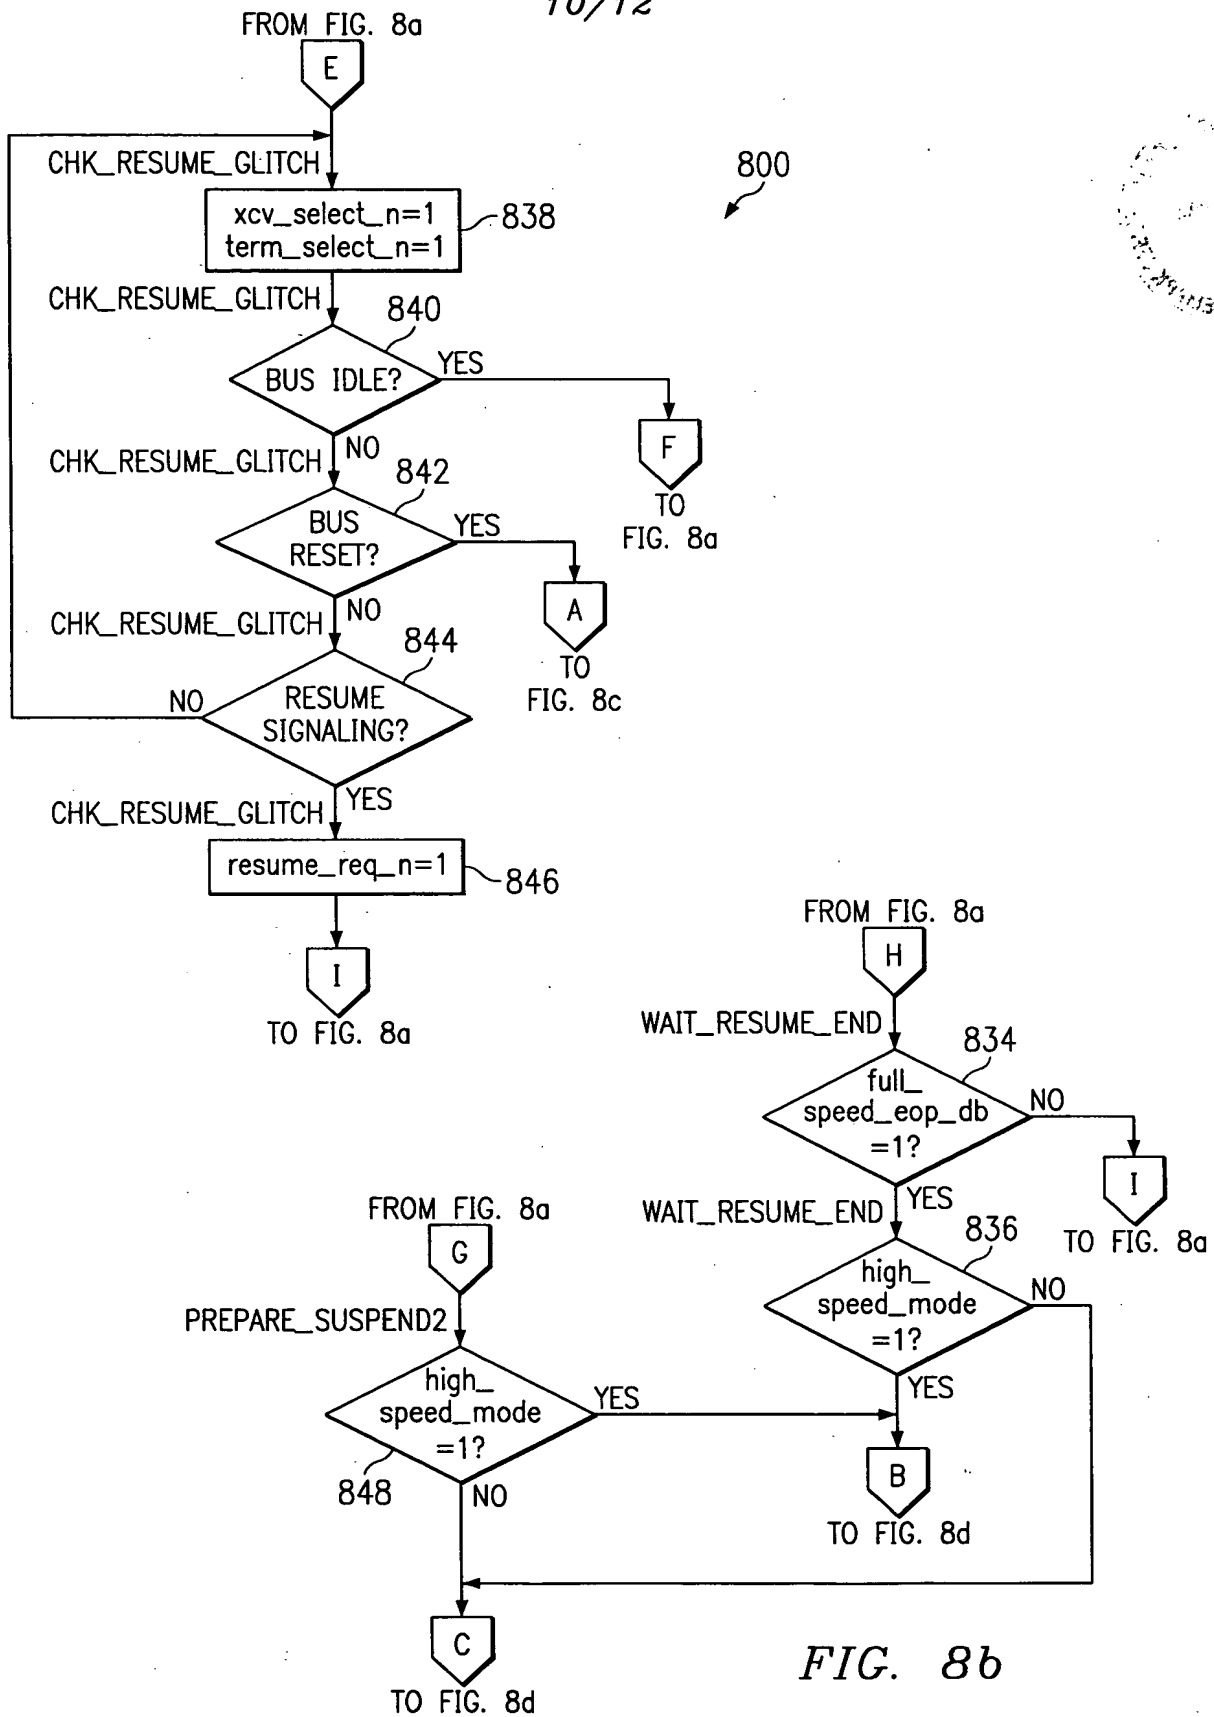 10/12
FROM FIG. 8a
E
CHK_RESUME_GLITCH
800
xcv_select_n=1
term_select_n=1
838
CHK_RESUME_GLITCH
840
BUS IDLE?
YES
F
TO
FIG. 8a
NO
CHK_RESUME_GLITCH
842
BUS
RESET?
YES
A
TO
FIG. 8c
NO
CHK_RESUME_GLITCH
844
RESUME
SIGNALING?
NO
YES
CHK_RESUME_GLITCH
resume_req_n=1
846
I
TO FIG. 8a
FROM FIG. 8a
H
WAIT_RESUME_END
834
full_
speed_eop_db
=1?
NO
I
TO FIG. 8a
YES
WAIT_RESUME_END
836
high_
speed_mode
=1?
NO
YES
FROM FIG. 8a
G
PREPARE_SUSPEND2
high_
speed_mode
=1?
YES
848
NO
B
TO FIG. 8d
C
TO FIG. 8d
FIG. 8b